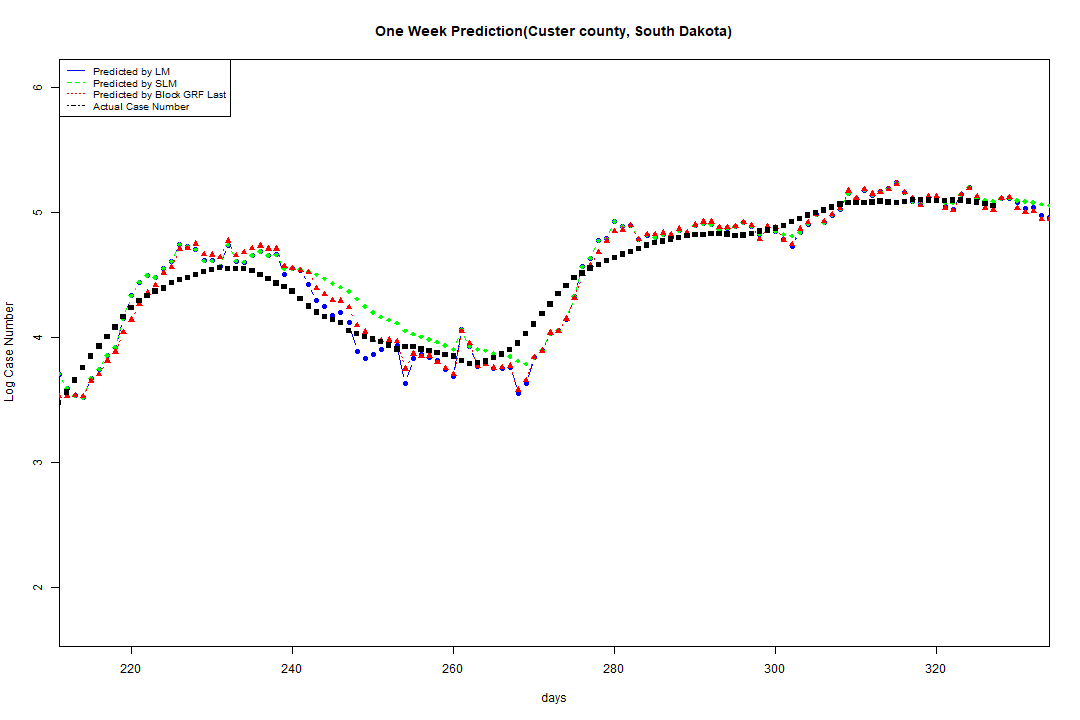 One Week Prediction(Custer county, South Dakota)
Predicted by LM
Predicted by SLM
Predicted by Block GRF Last
Actual Case Number
6
5
4
3
2
Log Case Number
220
240
260
280
300
320
days